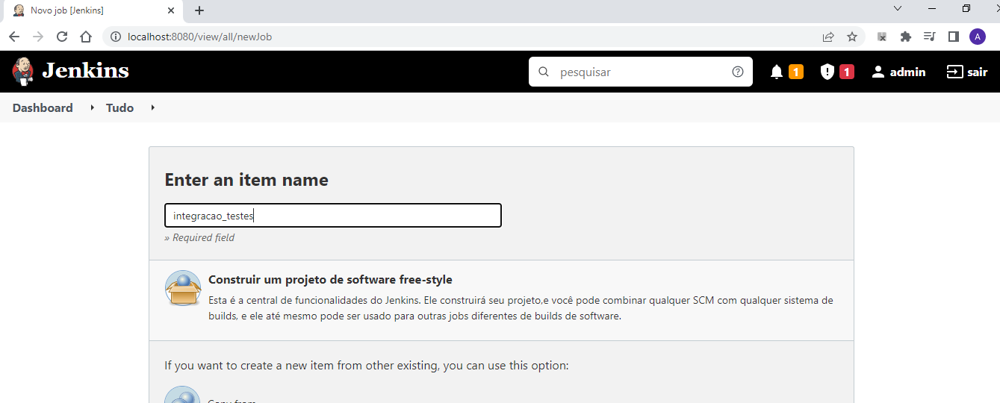 Novo job [Jenkins]
localhost:8080/view/all/newJob
A
Jenkins
pesquisar
1
1
admin
sair
Dashboard
Tudo
Enter an item name
integracao_testes
» Required field
Construir um projeto de software free-style
Esta é a central de funcionalidades do Jenkins. Ele construirá seu projeto,e você pode combinar qualquer SCM com qualquer sistema de
builds, e ele até mesmo pode ser usado para outras jobs diferentes de builds de software.
If you want to create a new item from other existing, you can use this option:
Copy from